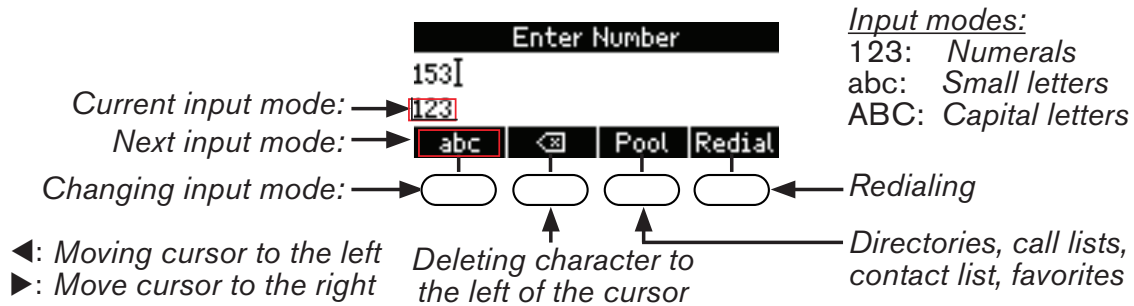 Enter Number
153
123
abc ⌫ Pool Redial
Current input mode:
Next input mode:
Changing input mode:
◀: Moving cursor to the left
▶: Move cursor to the right
Deleting character to
the left of the cursor
Input modes:
123: Numerals
abc: Small letters
ABC: Capital letters
Redialing
Directories, call lists,
contact list, favorites